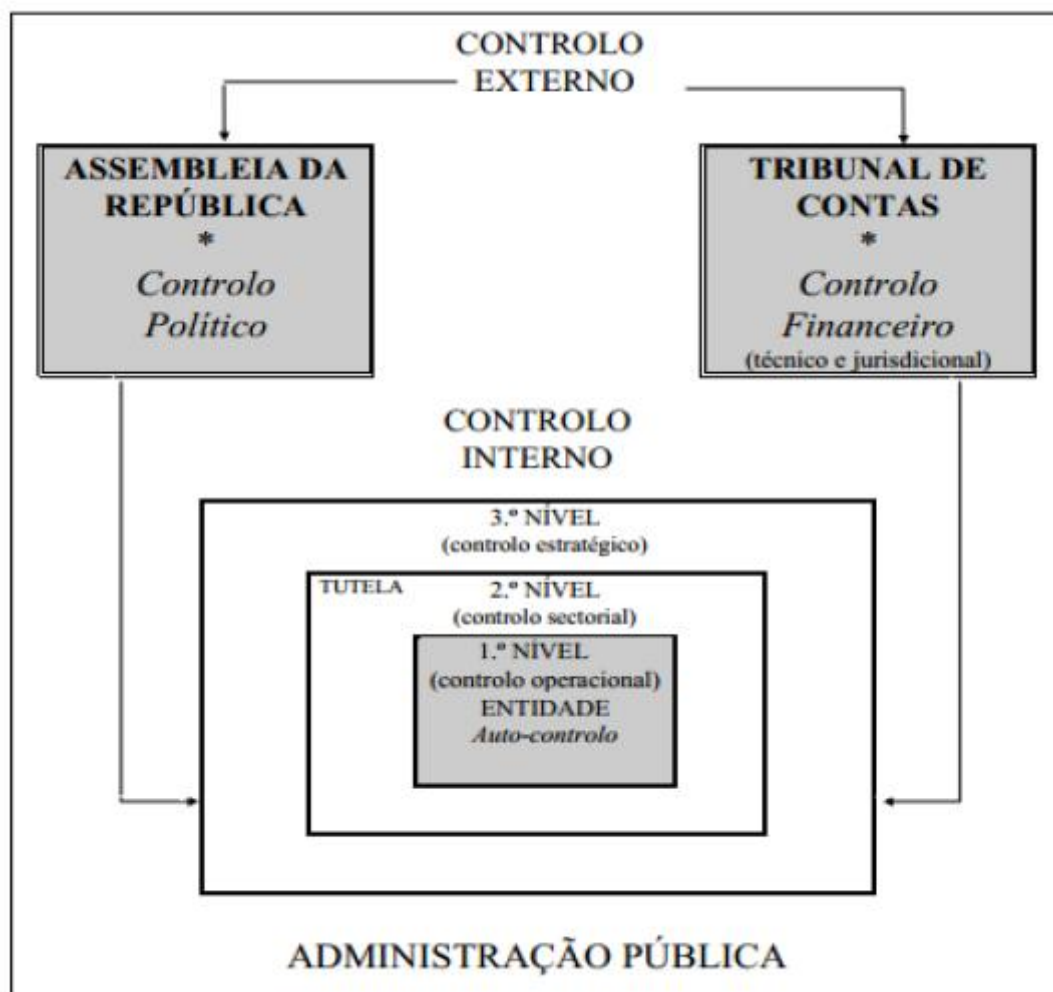 CONTROLO
EXTERNO
ASSEMBLEIA DA
REPÚBLICA
*
Controlo
Político
TRIBUNAL DE
CONTAS
*
Controlo
Financeiro
(técnico e jurisdicional)
CONTROLO
INTERNO
3.º NÍVEL
(controlo estratégico)
TUTELA
2.º NÍVEL
(controlo sectorial)
1.º NÍVEL
(controlo operacional)
ENTIDADE
Auto-controlo
ADMINISTRAÇÃO PÚBLICA